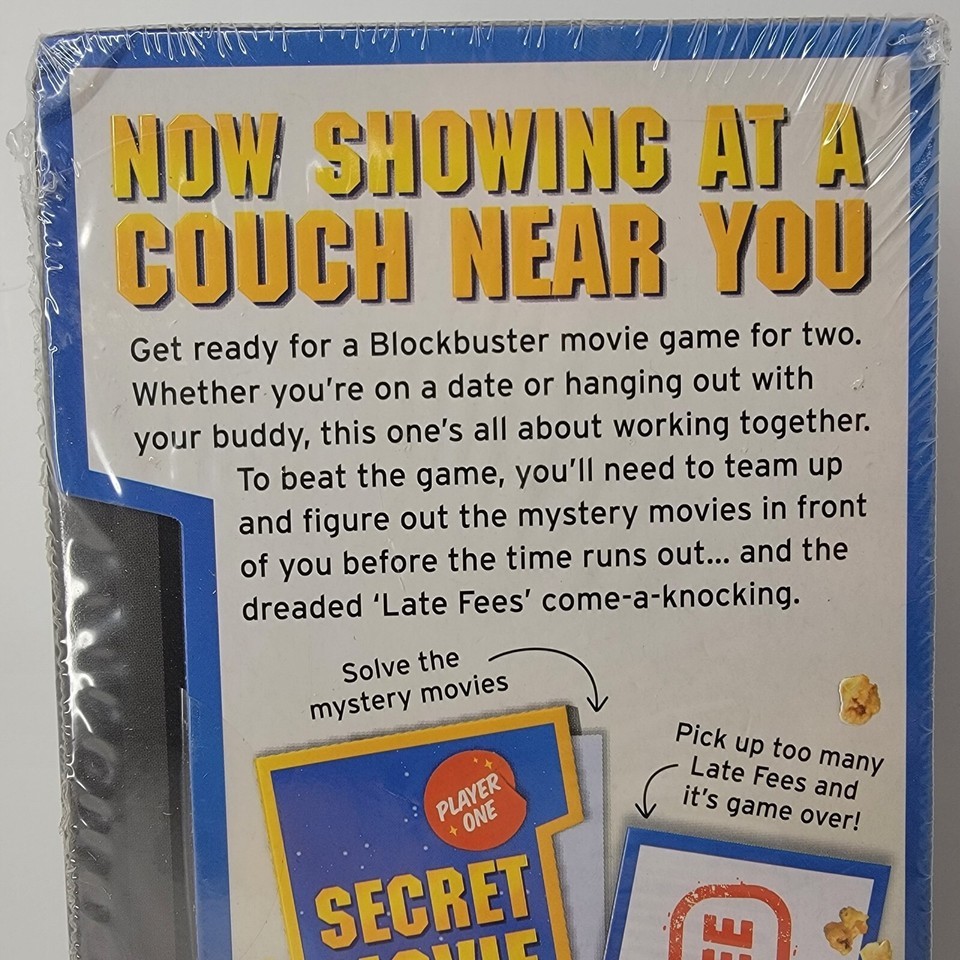 NOW SHOWING AT A
COUCH NEAR YOU
Get ready for a Blockbuster movie game for two.
Whether you're on a date or hanging out with
your buddy, this one's all about working together.
To beat the game, you'll need to team up
and figure out the mystery movies in front
of you before the time runs out... and the
dreaded ‘Late Fees’ come-a-knocking.
Solve the
mystery movies
Pick up too many
Late Fees and
it's game over!
PLAYER
ONE
SECRET
MOVIE